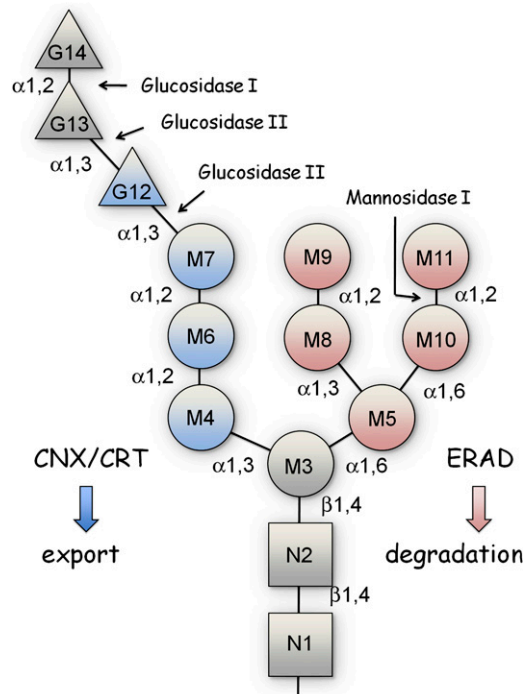 G14
α1,2
Glucosidase I
G13
Glucosidase II
α1,3
G12
Glucosidase II
Mannosidase I
α1,3
M7
M9
M11
α1,2
α1,2
α1,2
M6
M8
M10
α1,2
α1,3
α1,6
M4
M5
CNX/CRT
α1,3
M3
α1,6
ERAD
β1,4
export
N2
degradation
β1,4
N1